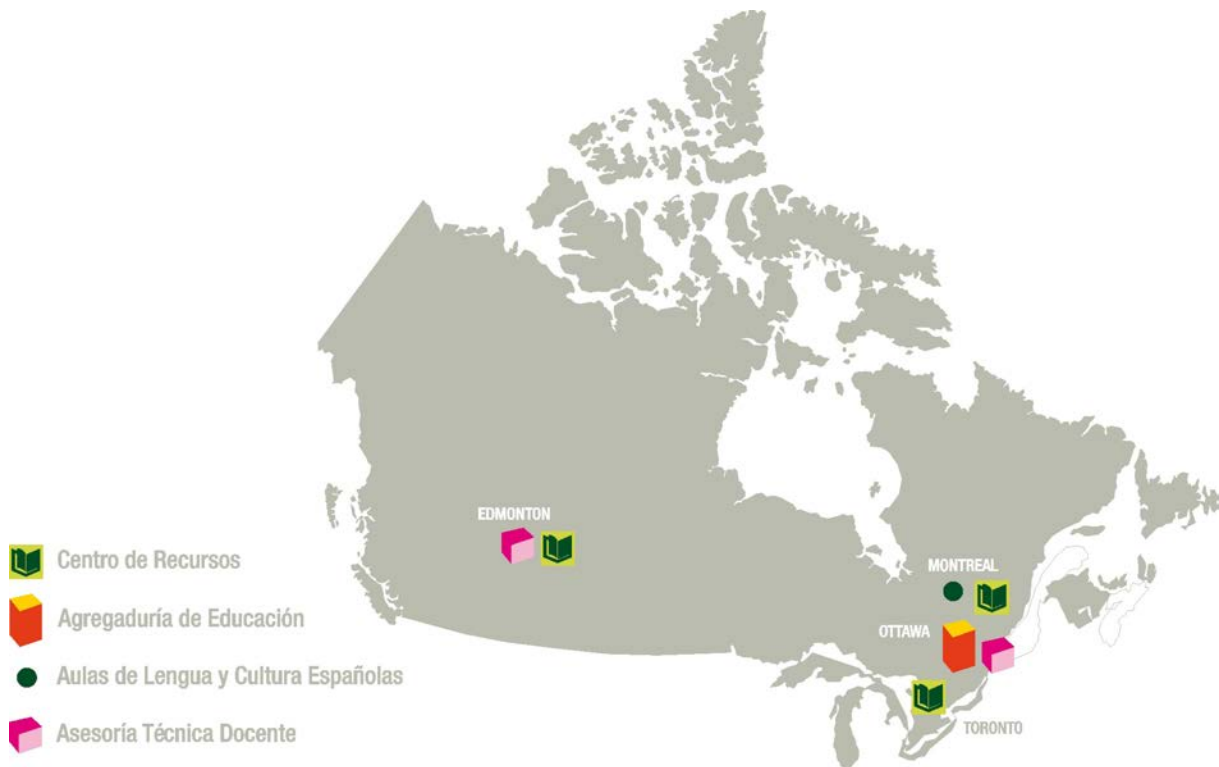 EDMONTON
Centro de Recursos
MONTREAL
Agregaduría de Educación
OTTAWA
Aulas de Lengua y Cultura Españolas
Asesoría Técnica Docente
TORONTO